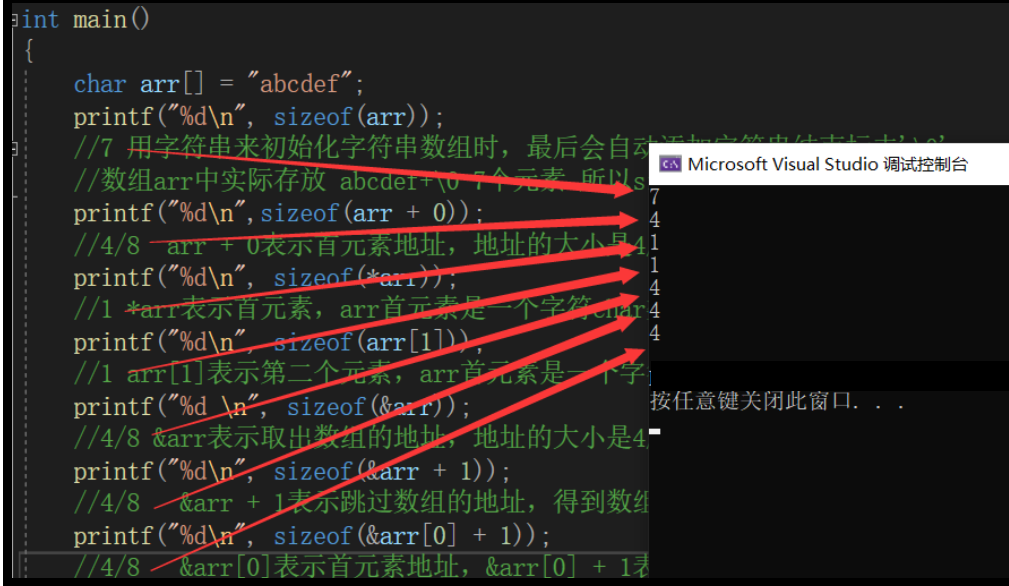 int main()
{
char arr[] = "abcdef";
printf("%d\n", sizeof(arr));
//7 用字符串来初始化字符串数组时，最后会自动添加字符串结束标志'\0'
//数组arr中实际存放 abcdef+\0 7个元素 所以s
printf("%d\n",sizeof(arr + 0));
//4/8 arr + 0表示首元素地址，地址的大小是4
printf("%d\n", sizeof(*arr));
//1 *arr表示首元素，arr首元素是一个字符char
printf("%d\n", sizeof(arr[1]));
//1 arr[1]表示第二个元素，arr首元素是一个字
printf("%d \n", sizeof(&arr));
//4/8 &arr表示取出数组的地址，地址的大小是4
printf("%d\n", sizeof(&arr + 1));
//4/8 &arr + 1表示跳过数组的地址，得到数组
printf("%d\n", sizeof(&arr[0] + 1));
//4/8 &arr[0]表示首元素地址，&arr[0] + 1表
Microsoft Visual Studio 调试控制台
7
4
1
1
4
4
4
按任意键关闭此窗口. . .